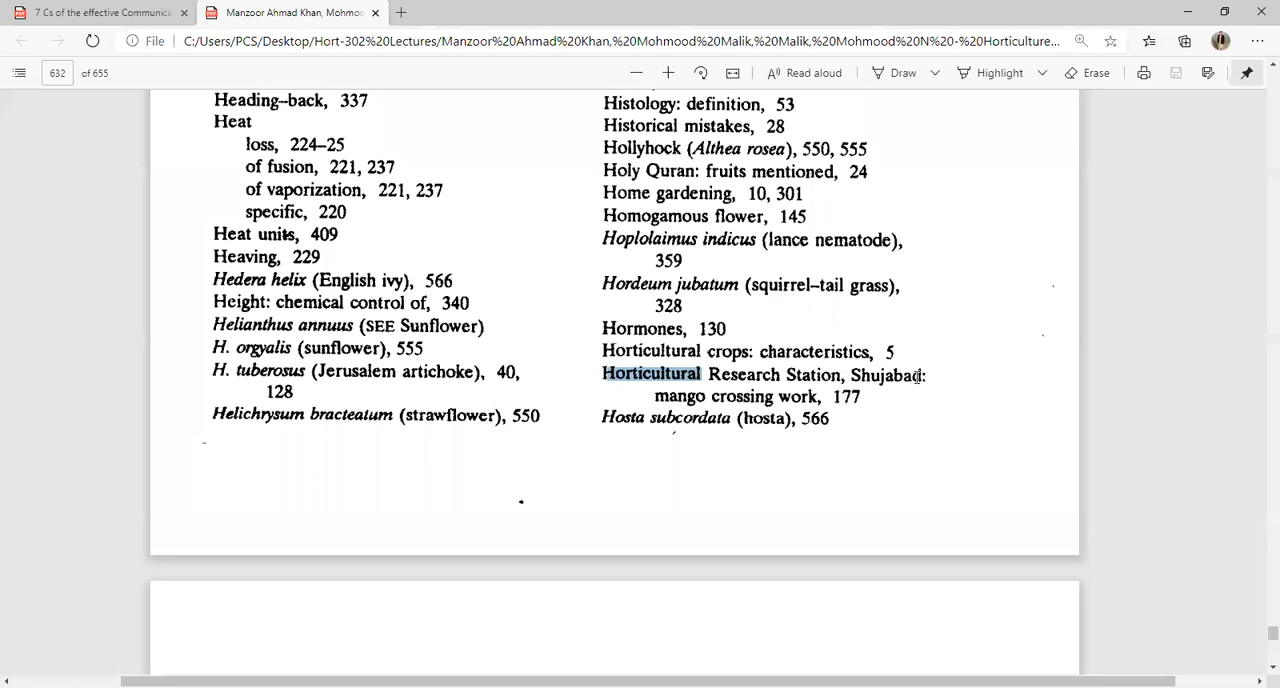 7 Cs of the effective Communica
Manzoor Ahmad Khan, Mohmoo
File
C:/Users/PCS/Desktop/Hort-302%20Lectures/Manzoor%20Ahmad%20Khan,%20Mohmood%20Malik,%20Malik,%20Mohmood%20N%20-%20Horticulture...
632 of 655
Read aloud
Draw
Highlight
Erase
Heading–back, 337
Heat
loss, 224–25
of fusion, 221, 237
of vaporization, 221, 237
specific, 220
Heat units, 409
Heaving, 229
Hedera helix (English ivy), 566
Height: chemical control of, 340
Helianthus annuus (SEE Sunflower)
H. orgyalis (sunflower), 555
H. tuberosus (Jerusalem artichoke), 40,
128
Helichrysum bracteatum (strawflower), 550
Histology: definition, 53
Historical mistakes, 28
Hollyhock (Althea rosea), 550, 555
Holy Quran: fruits mentioned, 24
Home gardening, 10, 301
Homogamous flower, 145
Hoplolaimus indicus (lance nematode),
359
Hordeum jubatum (squirrel–tail grass),
328
Hormones, 130
Horticultural crops: characteristics, 5
Horticultural Research Station, Shujabad:
mango crossing work, 177
Hosta subcordata (hosta), 566